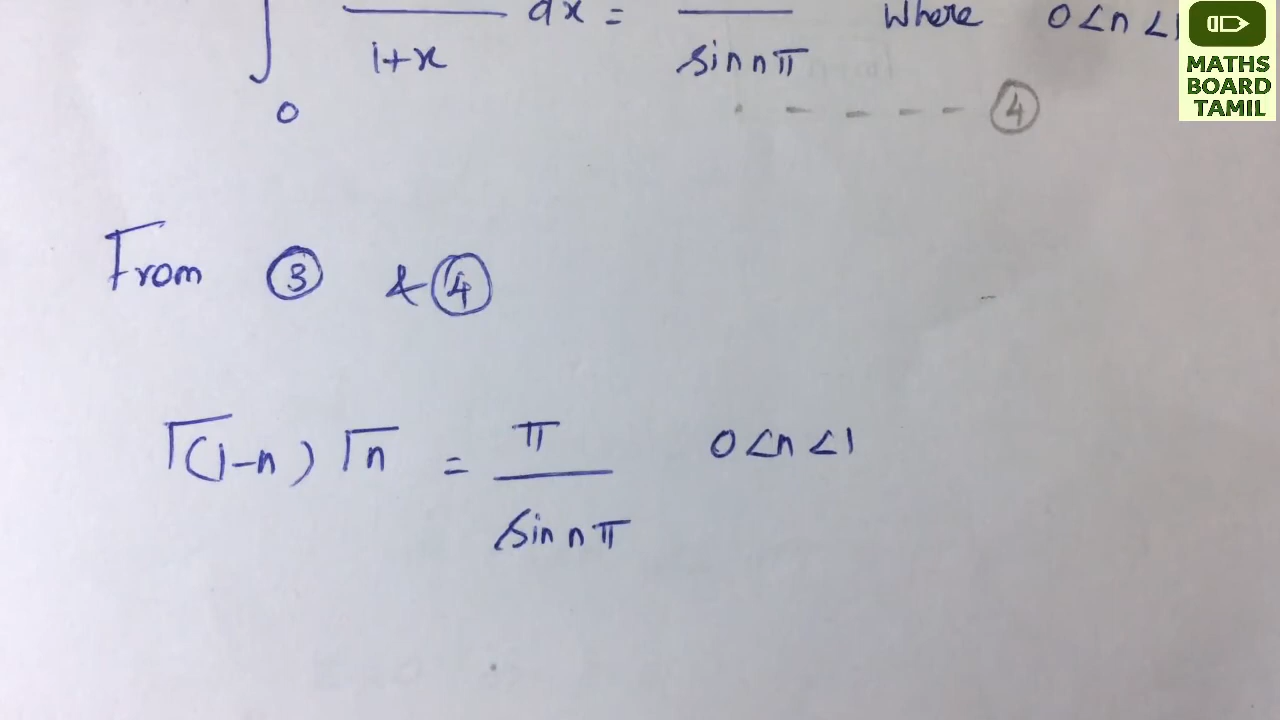 ∫ dx = where 0<n<1
1+x sin nπ
0 - - - - - ④
MATHS
BOARD
TAMIL
From ③ & ④
Γ(1-n) Γn = π 0<n<1
sin nπ